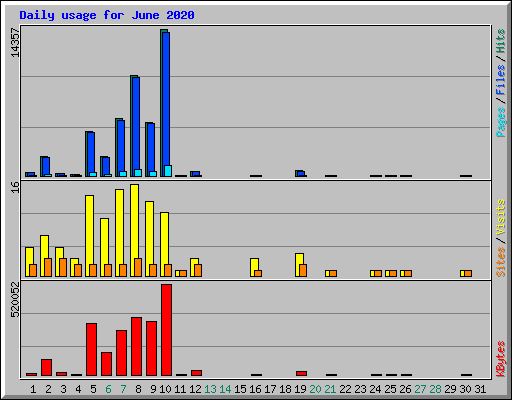 Daily usage for June 2020
14357
Pages / Files / Hits
16
Sites / Visits
520052
KBytes
1 2 3 4 5 6 7 8 9 10 11 12 13 14 15 16 17 18 19 20 21 22 23 24 25 26 27 28 29 30 31